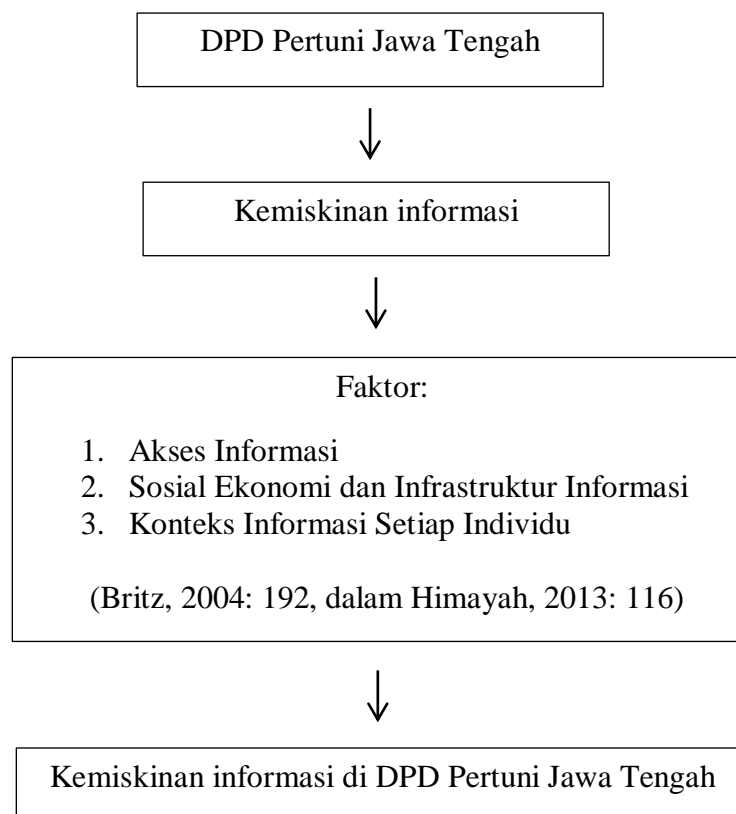 DPD Pertuni Jawa Tengah
Kemiskinan informasi
Faktor:
1. Akses Informasi
2. Sosial Ekonomi dan Infrastruktur Informasi
3. Konteks Informasi Setiap Individu
(Britz, 2004: 192, dalam Himayah, 2013: 116)
Kemiskinan informasi di DPD Pertuni Jawa Tengah